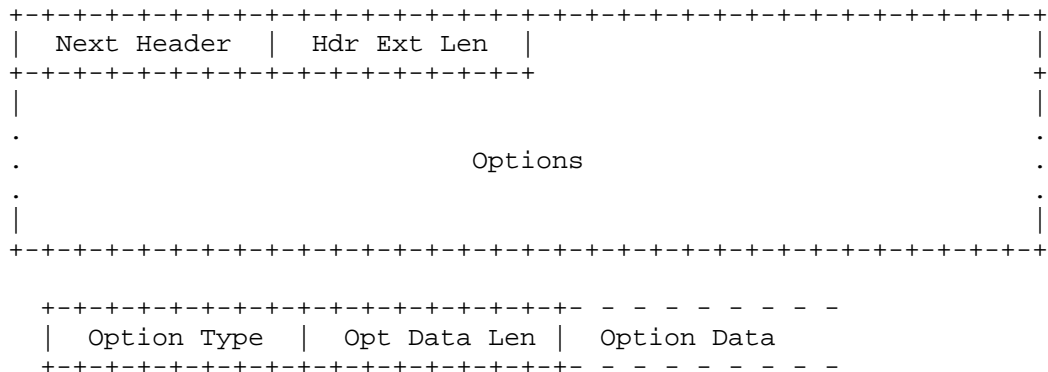 +-+-+-+-+-+-+-+-+-+-+-+-+-+-+-+-+-+-+-+-+-+-+-+-+-+-+-+-+-+-+-+-+
|  Next Header  |  Hdr Ext Len  |                               |
+-+-+-+-+-+-+-+-+-+-+-+-+-+-+-+-+                               +
|                                                               |
.                                                               .
.                            Options                            .
.                                                               .
|                                                               |
+-+-+-+-+-+-+-+-+-+-+-+-+-+-+-+-+-+-+-+-+-+-+-+-+-+-+-+-+-+-+-+-+

  +-+-+-+-+-+-+-+-+-+-+-+-+-+-+-+-+- - - - - - - - -
  |  Option Type  |  Opt Data Len |  Option Data
  +-+-+-+-+-+-+-+-+-+-+-+-+-+-+-+-+- - - - - - - - -